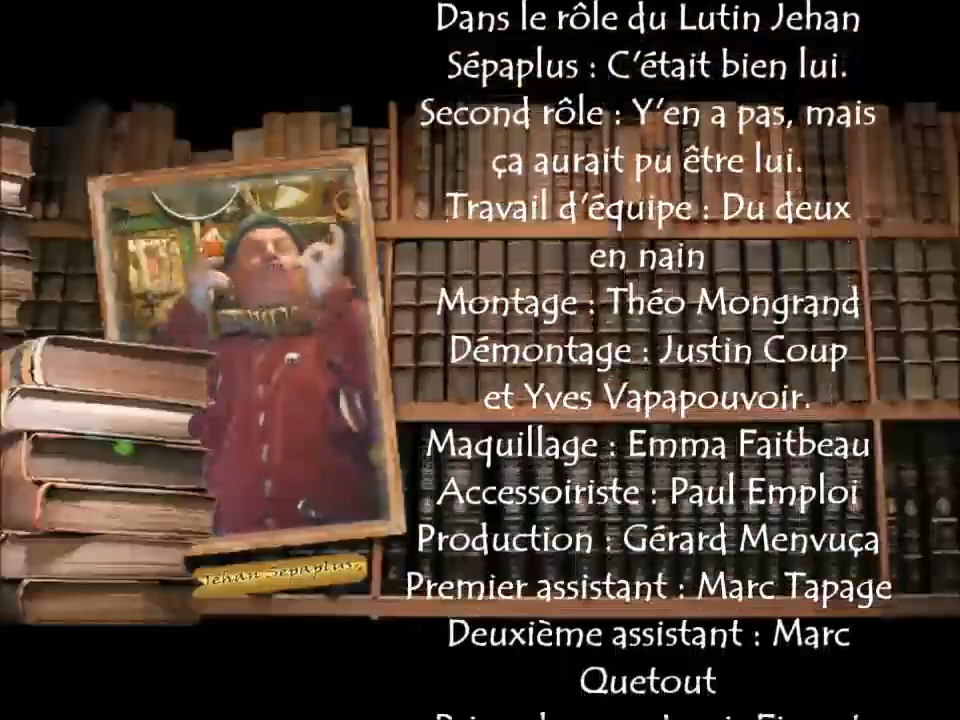 Dans le rôle du Lutin Jehan
Sépaplus : C'était bien lui.
Second rôle : Y'en a pas, mais
ça aurait pu être lui.
Travail d'équipe : Du deux
en nain
Montage : Théo Mongrand
Démontage : Justin Coup
et Yves Vapapouvoir.
Maquillage : Emma Faitbeau
Accessoiriste : Paul Emploi
Production : Gérard Menvuça
Premier assistant : Marc Tapage
Deuxième assistant : Marc
Quetout
Jehan Sépaplus